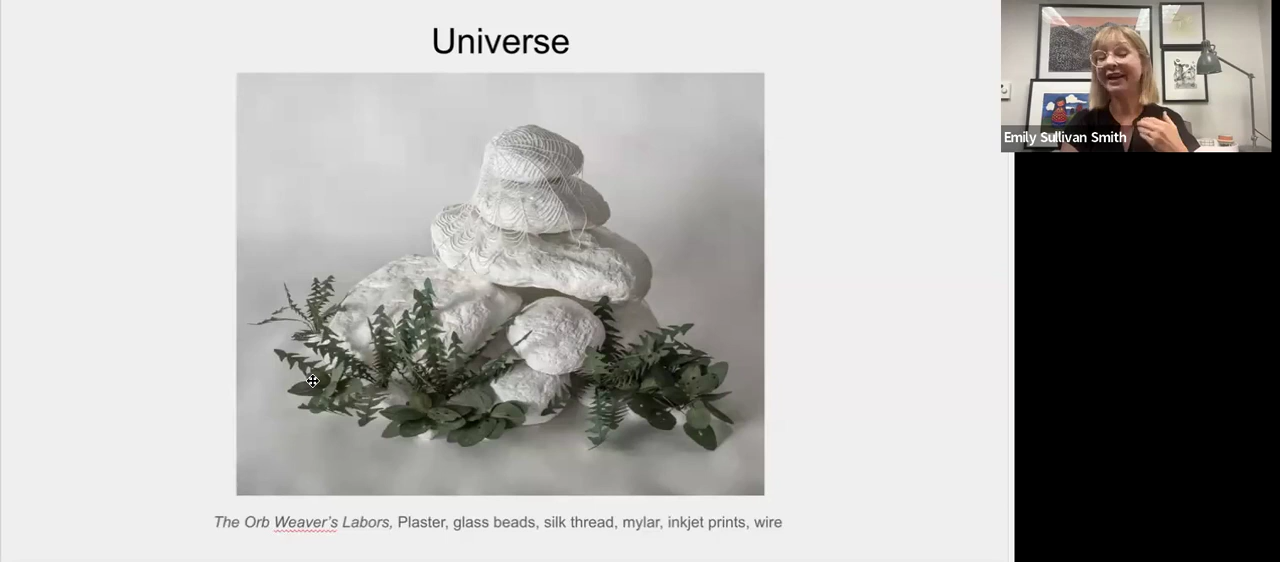 Universe
Emily Sullivan Smith
The Orb Weaver's Labors, Plaster, glass beads, silk thread, mylar, inkjet prints, wire